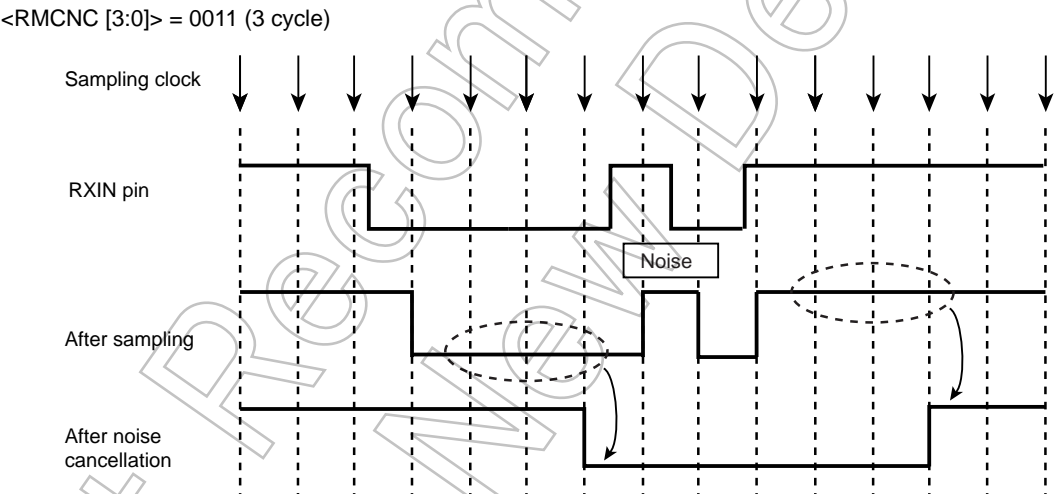 <RMCNC [3:0]> = 0011 (3 cycle)
Sampling clock
RXIN pin
Noise
After sampling
After noise
cancellation